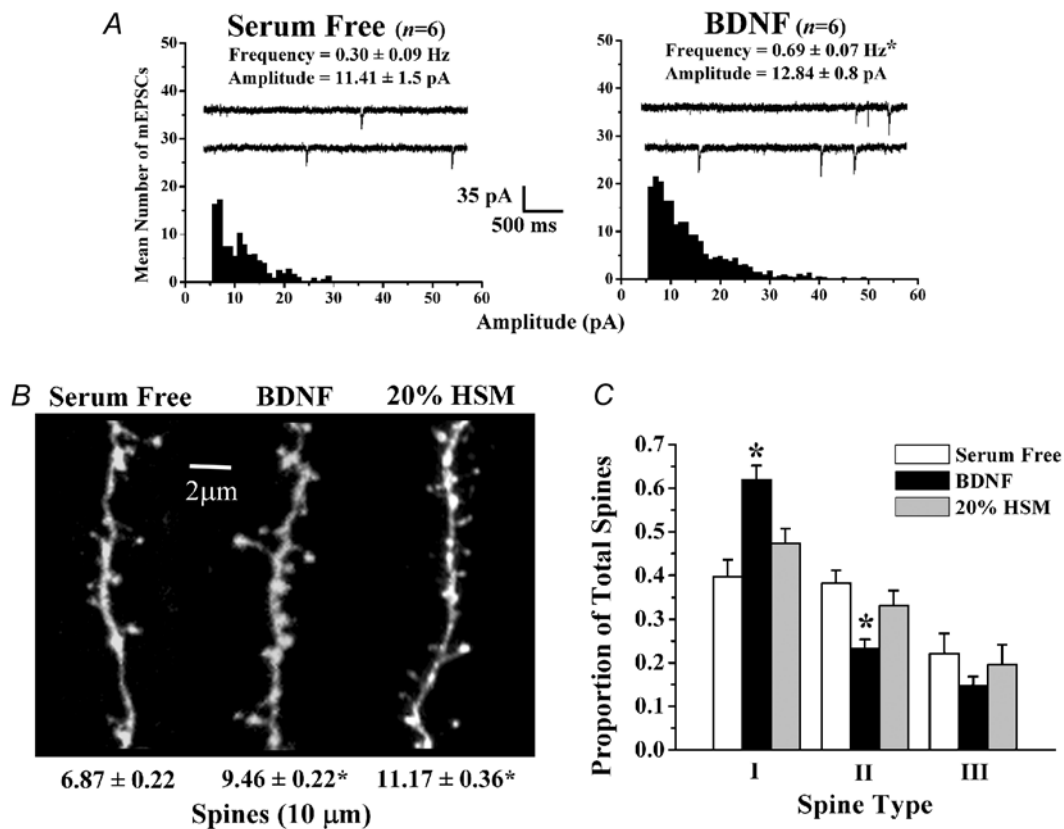 A
Serum Free (n=6)
Frequency = 0.30 ± 0.09 Hz
Amplitude = 11.41 ± 1.5 pA
BDNF (n=6)
Frequency = 0.69 ± 0.07 Hz*
Amplitude = 12.84 ± 0.8 pA
Mean Number of mEPSCs
50
40
30
20
10
0
0 10 20 30 40 50 60
35 pA
500 ms
50
40
30
20
10
0
0 10 20 30 40 50 60
Amplitude (pA)
B
Serum Free BDNF 20% HSM
2μm
6.87 ± 0.22 9.46 ± 0.22* 11.17 ± 0.36*
Spines (10 μm)
C
Proportion of Total Spines
0.7
0.6
0.5
0.4
0.3
0.2
0.1
0.0
*
*
Serum Free
BDNF
20% HSM
I II III
Spine Type